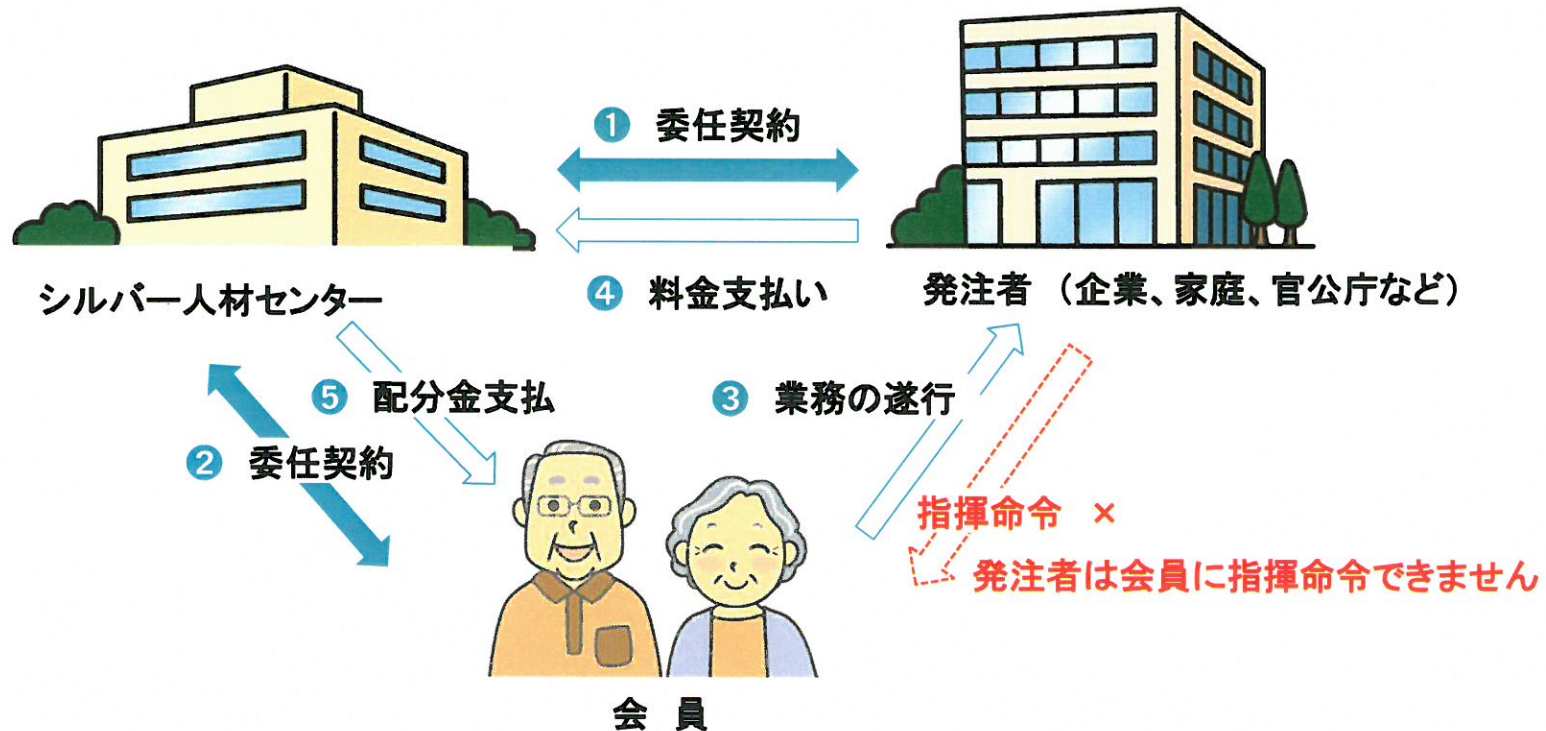 ❶ 委任契約
シルバー人材センター
❹ 料金支払い
発注者（企業、家庭、官公庁など）
❺ 配分金支払
❸ 業務の遂行
❷ 委任契約
指揮命令 ×
発注者は会員に指揮命令できません
会 員